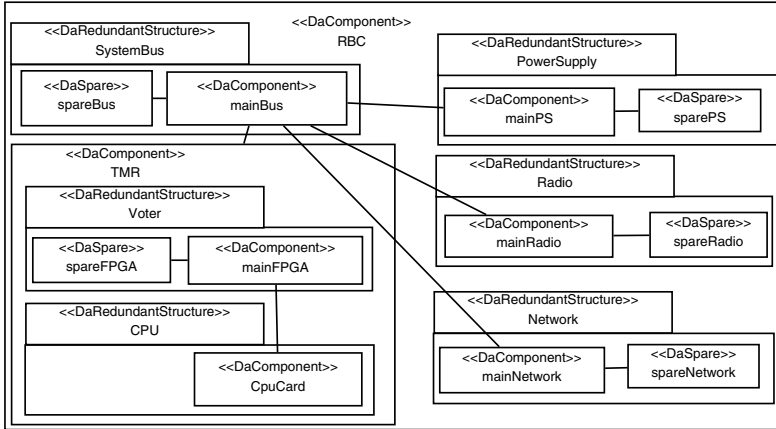 <<DaComponent>>
RBC
<<DaRedundantStructure>>
SystemBus
<<DaSpare>>
spareBus
<<DaComponent>>
mainBus
<<DaRedundantStructure>>
PowerSupply
<<DaComponent>>
mainPS
<<DaSpare>>
sparePS
<<DaComponent>>
TMR
<<DaRedundantStructure>>
Voter
<<DaSpare>>
spareFPGA
<<DaComponent>>
mainFPGA
<<DaRedundantStructure>>
CPU
<<DaComponent>>
CpuCard
<<DaRedundantStructure>>
Radio
<<DaComponent>>
mainRadio
<<DaSpare>>
spareRadio
<<DaRedundantStructure>>
Network
<<DaComponent>>
mainNetwork
<<DaSpare>>
spareNetwork